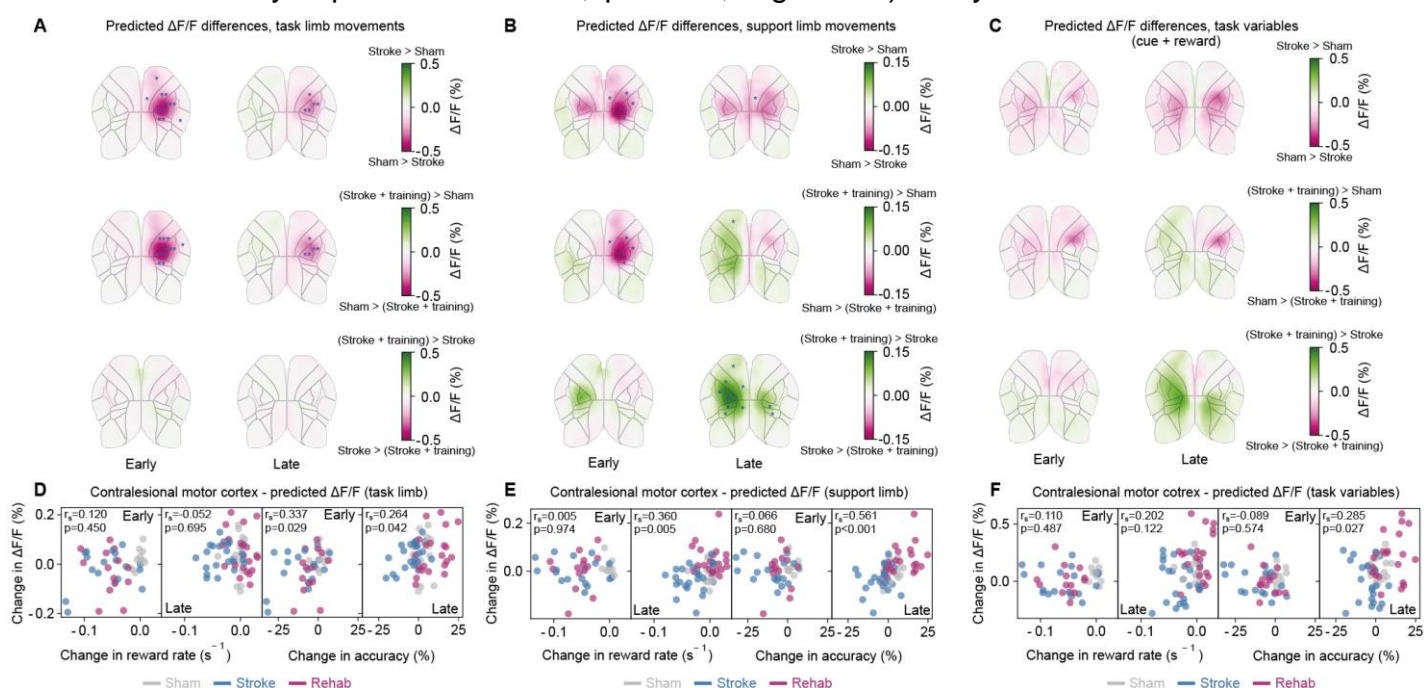 A Predicted ΔF/F differences, task limb movements
Stroke > Sham
0.5
0.0
-0.5
ΔF/F (%)
Sham > Stroke
(Stroke + training) > Sham
0.5
0.0
-0.5
ΔF/F (%)
Sham > (Stroke + training)
(Stroke + training) > Stroke
0.5
0.0
-0.5
ΔF/F (%)
Stroke > (Stroke + training)
Early Late
B Predicted ΔF/F differences, support limb movements
Stroke > Sham
0.15
0.00
-0.15
ΔF/F (%)
Sham > Stroke
(Stroke + training) > Sham
0.15
0.00
-0.15
ΔF/F (%)
Sham > (Stroke + training)
(Stroke + training) > Stroke
0.15
0.00
-0.15
ΔF/F (%)
Stroke > (Stroke + training)
Early Late
C Predicted ΔF/F differences, task variables
(cue + reward)
Stroke > Sham
0.5
0.0
-0.5
ΔF/F (%)
Sham > Stroke
(Stroke + training) > Sham
0.5
0.0
-0.5
ΔF/F (%)
Sham > (Stroke + training)
(Stroke + training) > Stroke
0.5
0.0
-0.5
ΔF/F (%)
Stroke > (Stroke + training)
Early Late
D Contralesional motor cortex - predicted ΔF/F (task limb)
rs=0.120 rs=-0.052 rs=0.337 rs=0.264
p=0.450 p=0.695 p=0.029 p=0.042
Early Early
Late Late
Change in ΔF/F (%)
0.2
0.0
-0.2
-0.1 0.0 -0.1 0.0 -25 0 25 -25 0 25
Change in reward rate (s⁻¹) Change in accuracy (%)
Sham Stroke Rehab
E Contralesional motor cortex - predicted ΔF/F (support limb)
rs=0.005 rs=0.360 rs=0.066 rs=0.561
p=0.974 p=0.005 p=0.680 p<0.001
Early Early
Late Late
Change in ΔF/F (%)
0.2
0.0
-0.1 0.0 -0.1 0.0 -25 0 25 -25 0 25
Change in reward rate (s⁻¹) Change in accuracy (%)
Sham Stroke Rehab
F Contralesional motor cotrex - predicted ΔF/F (task variables)
rs=0.110 rs=0.202 rs=-0.089 rs=0.285
p=0.487 p=0.122 p=0.574 p=0.027
Early Early
Late Late
Change in ΔF/F (%)
0.5
0.0
-0.1 0.0 -0.1 0.0 -25 0 25 -25 0 25
Change in reward rate (s⁻¹) Change in accuracy (%)
Sham Stroke Rehab